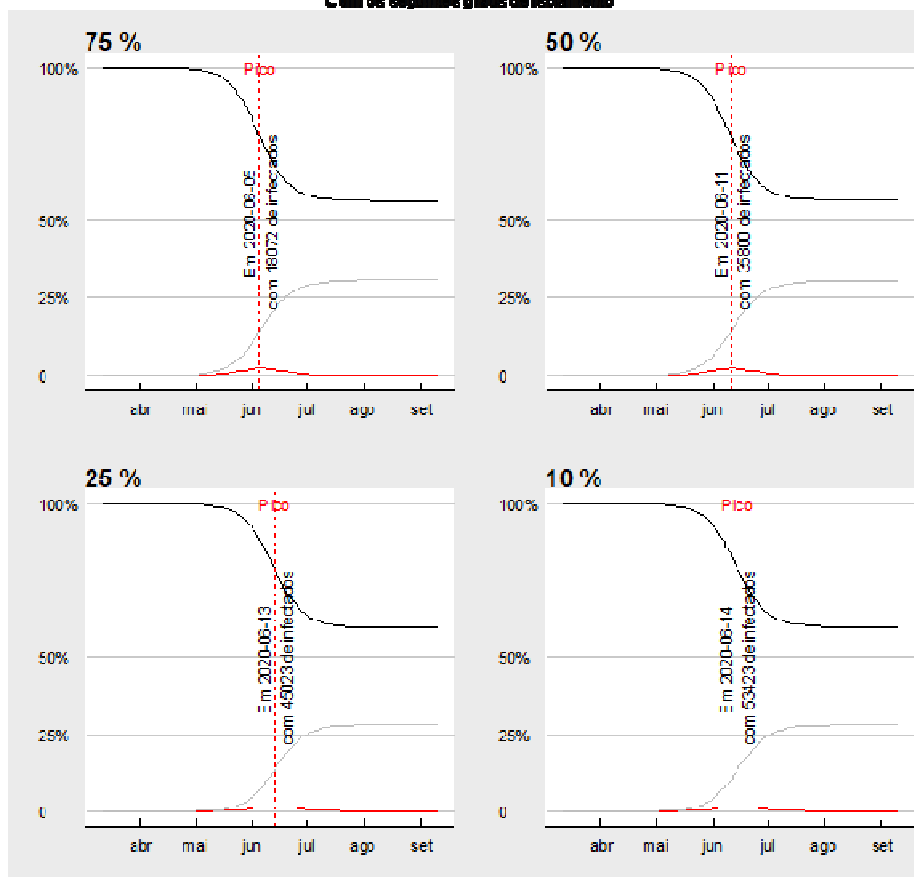 75 %
50 %
100%
Pico
Pico
Em 2020-06-05
com 18072 de infectados
Em 2020-06-11
com 35800 de infectados
50%
25%
0
abr mai jun jul ago set
abr mai jun jul ago set
25 %
10 %
100%
Pico
Pico
Em 2020-06-13
com 45023 de infectados
Em 2020-06-14
com 53423 de infectados
50%
25%
0
100%
50%
25%
0
100%
50%
25%
0
abr mai jun jul ago set
abr mai jun jul ago set